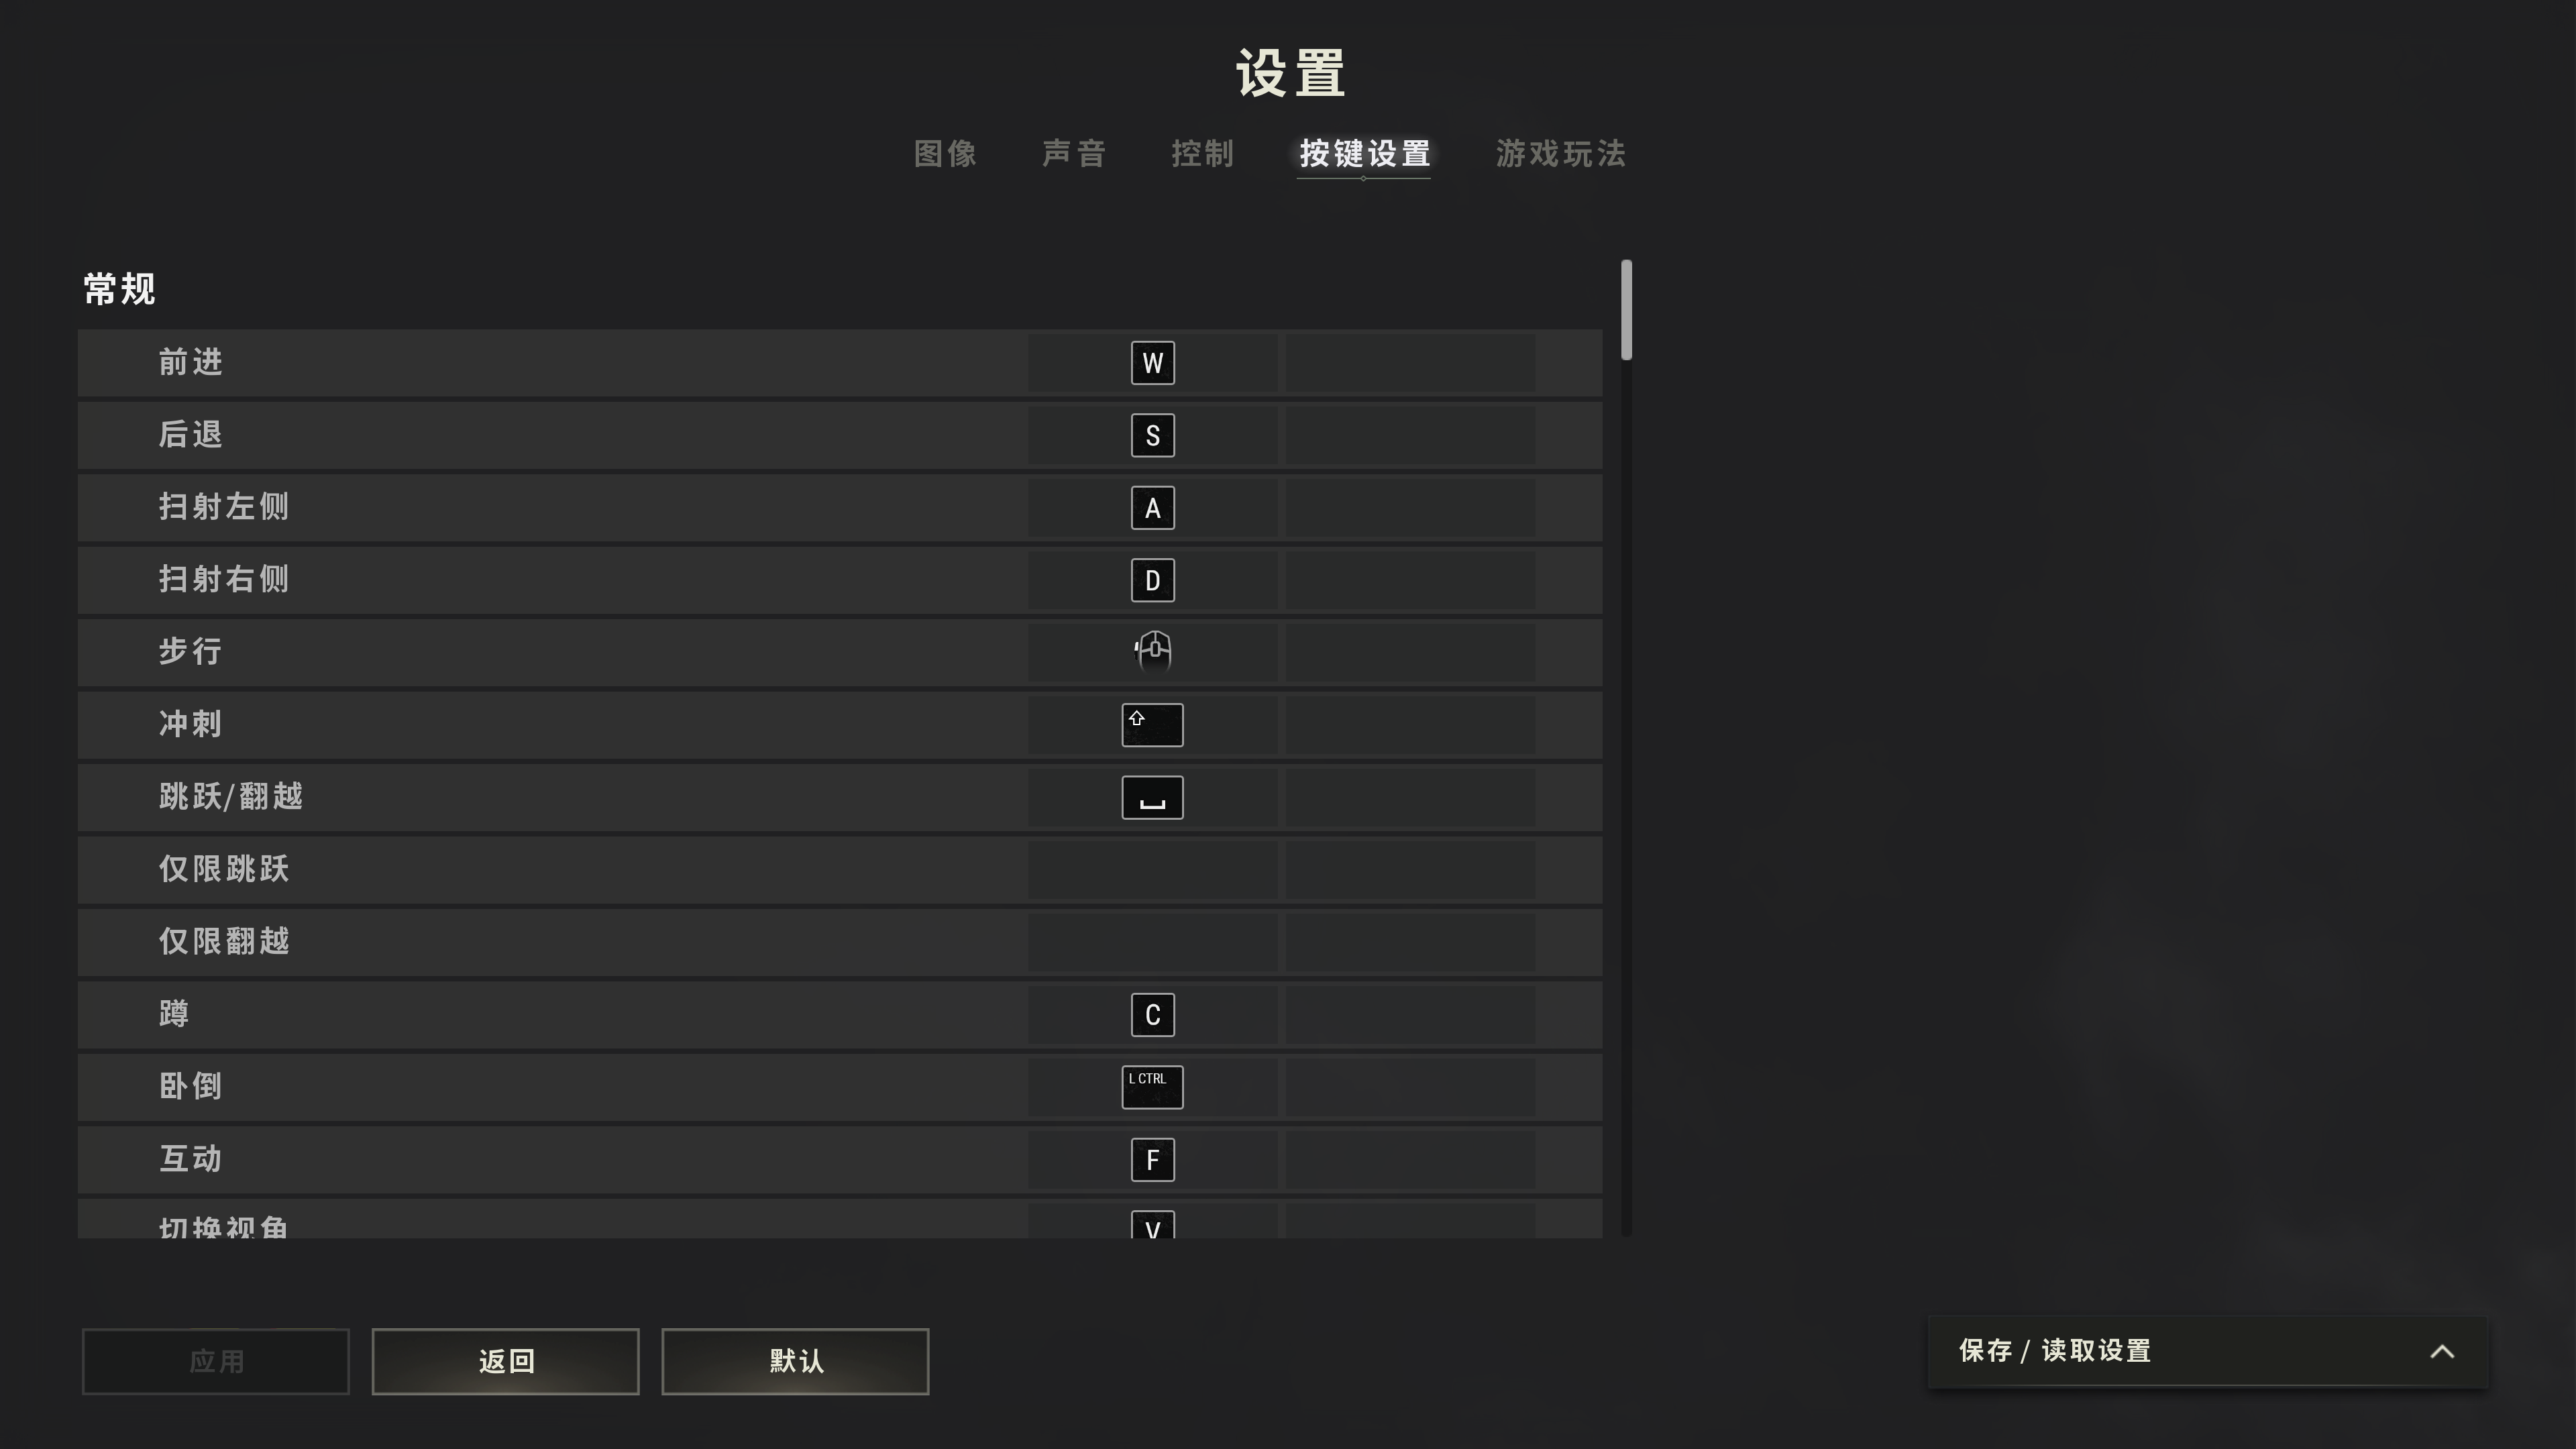 设置
图像 声音 控制 按键设置 游戏玩法
常规
前进 W
后退 S
扫射左侧 A
扫射右侧 D
步行
冲刺
跳跃/翻越
仅限跳跃
仅限翻越
蹲 C
卧倒 L CTRL
互动 F
切换视角 V
应用 返回 默认 保存 / 读取设置